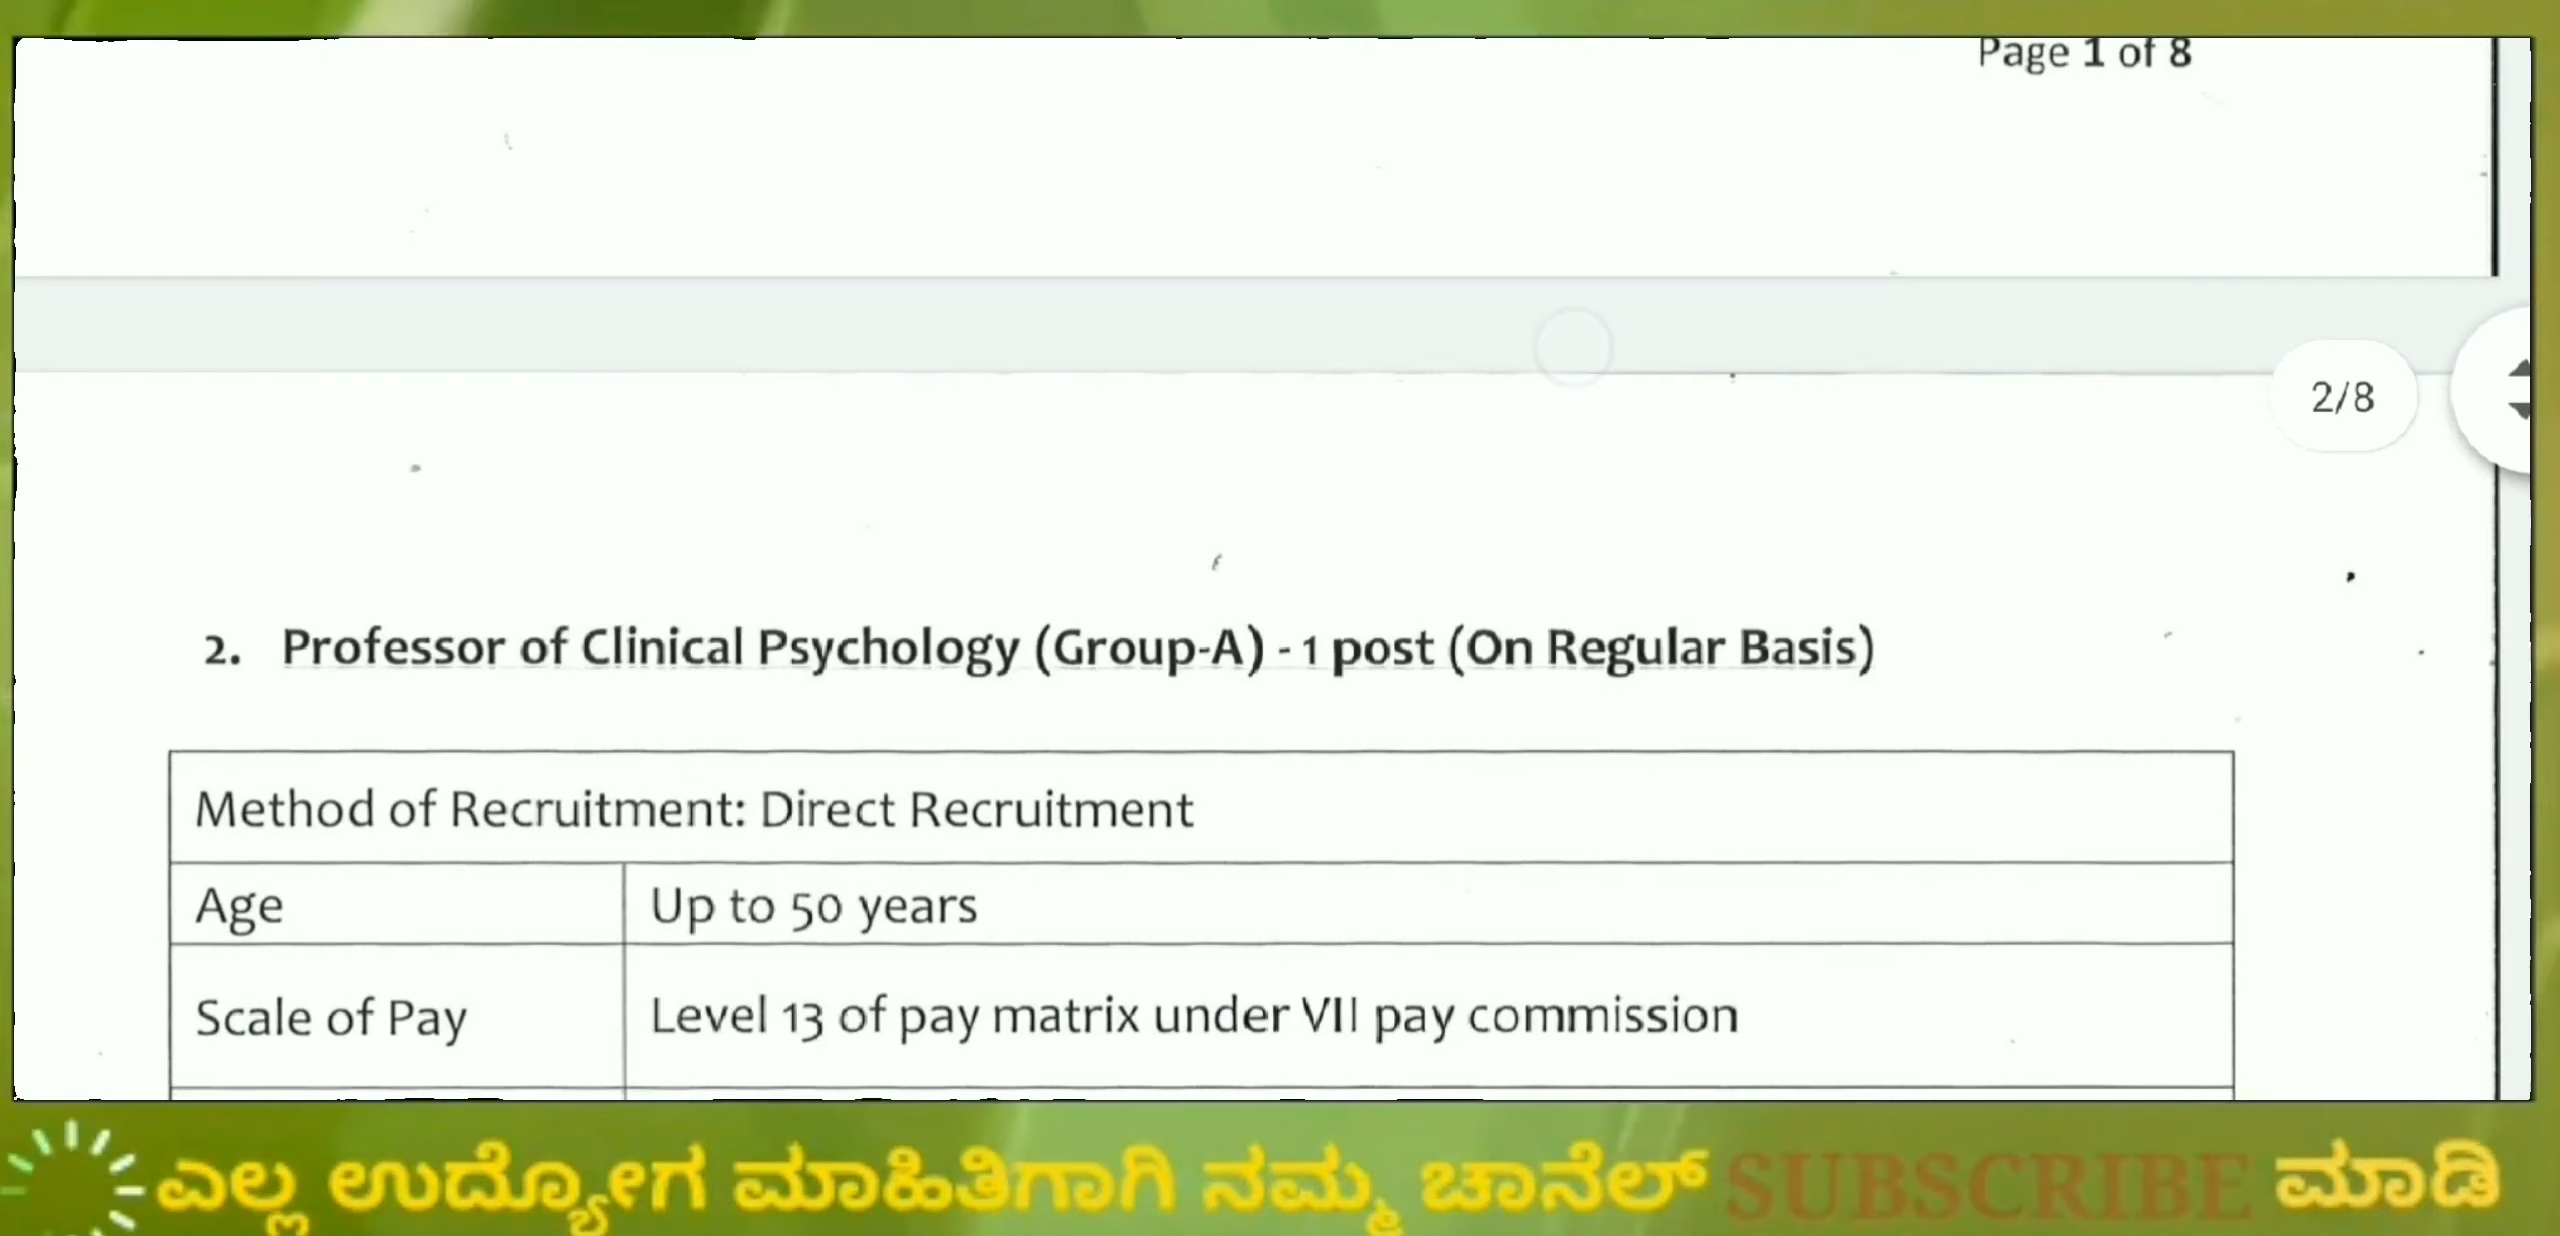 Page 1 of 8
2/8
2. Professor of Clinical Psychology (Group-A) - 1 post (On Regular Basis)
Method of Recruitment: Direct Recruitment
Age Up to 50 years
Scale of Pay Level 13 of pay matrix under VII pay commission
ಎಲ್ಲ ಉದ್ಯೋಗ ಮಾಹಿತಿಗಾಗಿ ನಮ್ಮ ಚಾನೆಲ್ SUBSCRIBE ಮಾಡಿ